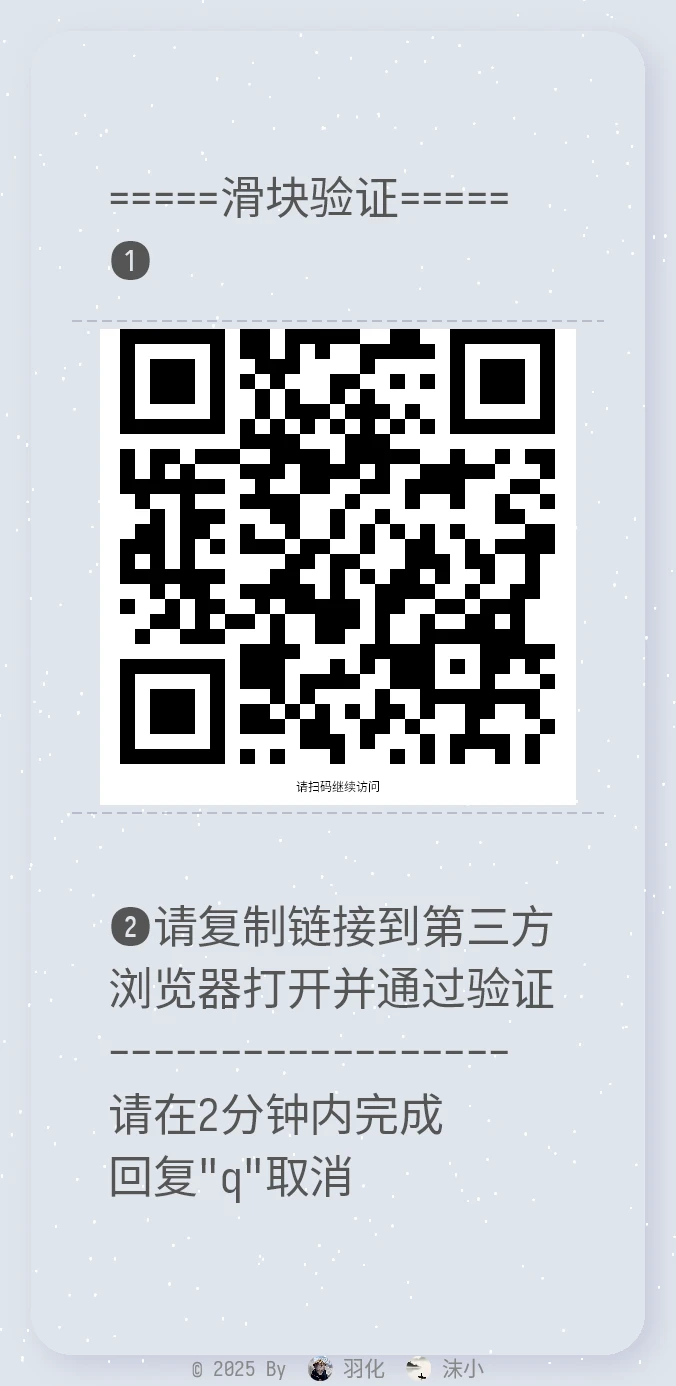 =====滑块验证=====
❶
请扫码继续访问
❷请复制链接到第三方
浏览器打开并通过验证
------------------
请在2分钟内完成
回复"q"取消
© 2025 By 羽化 沫小